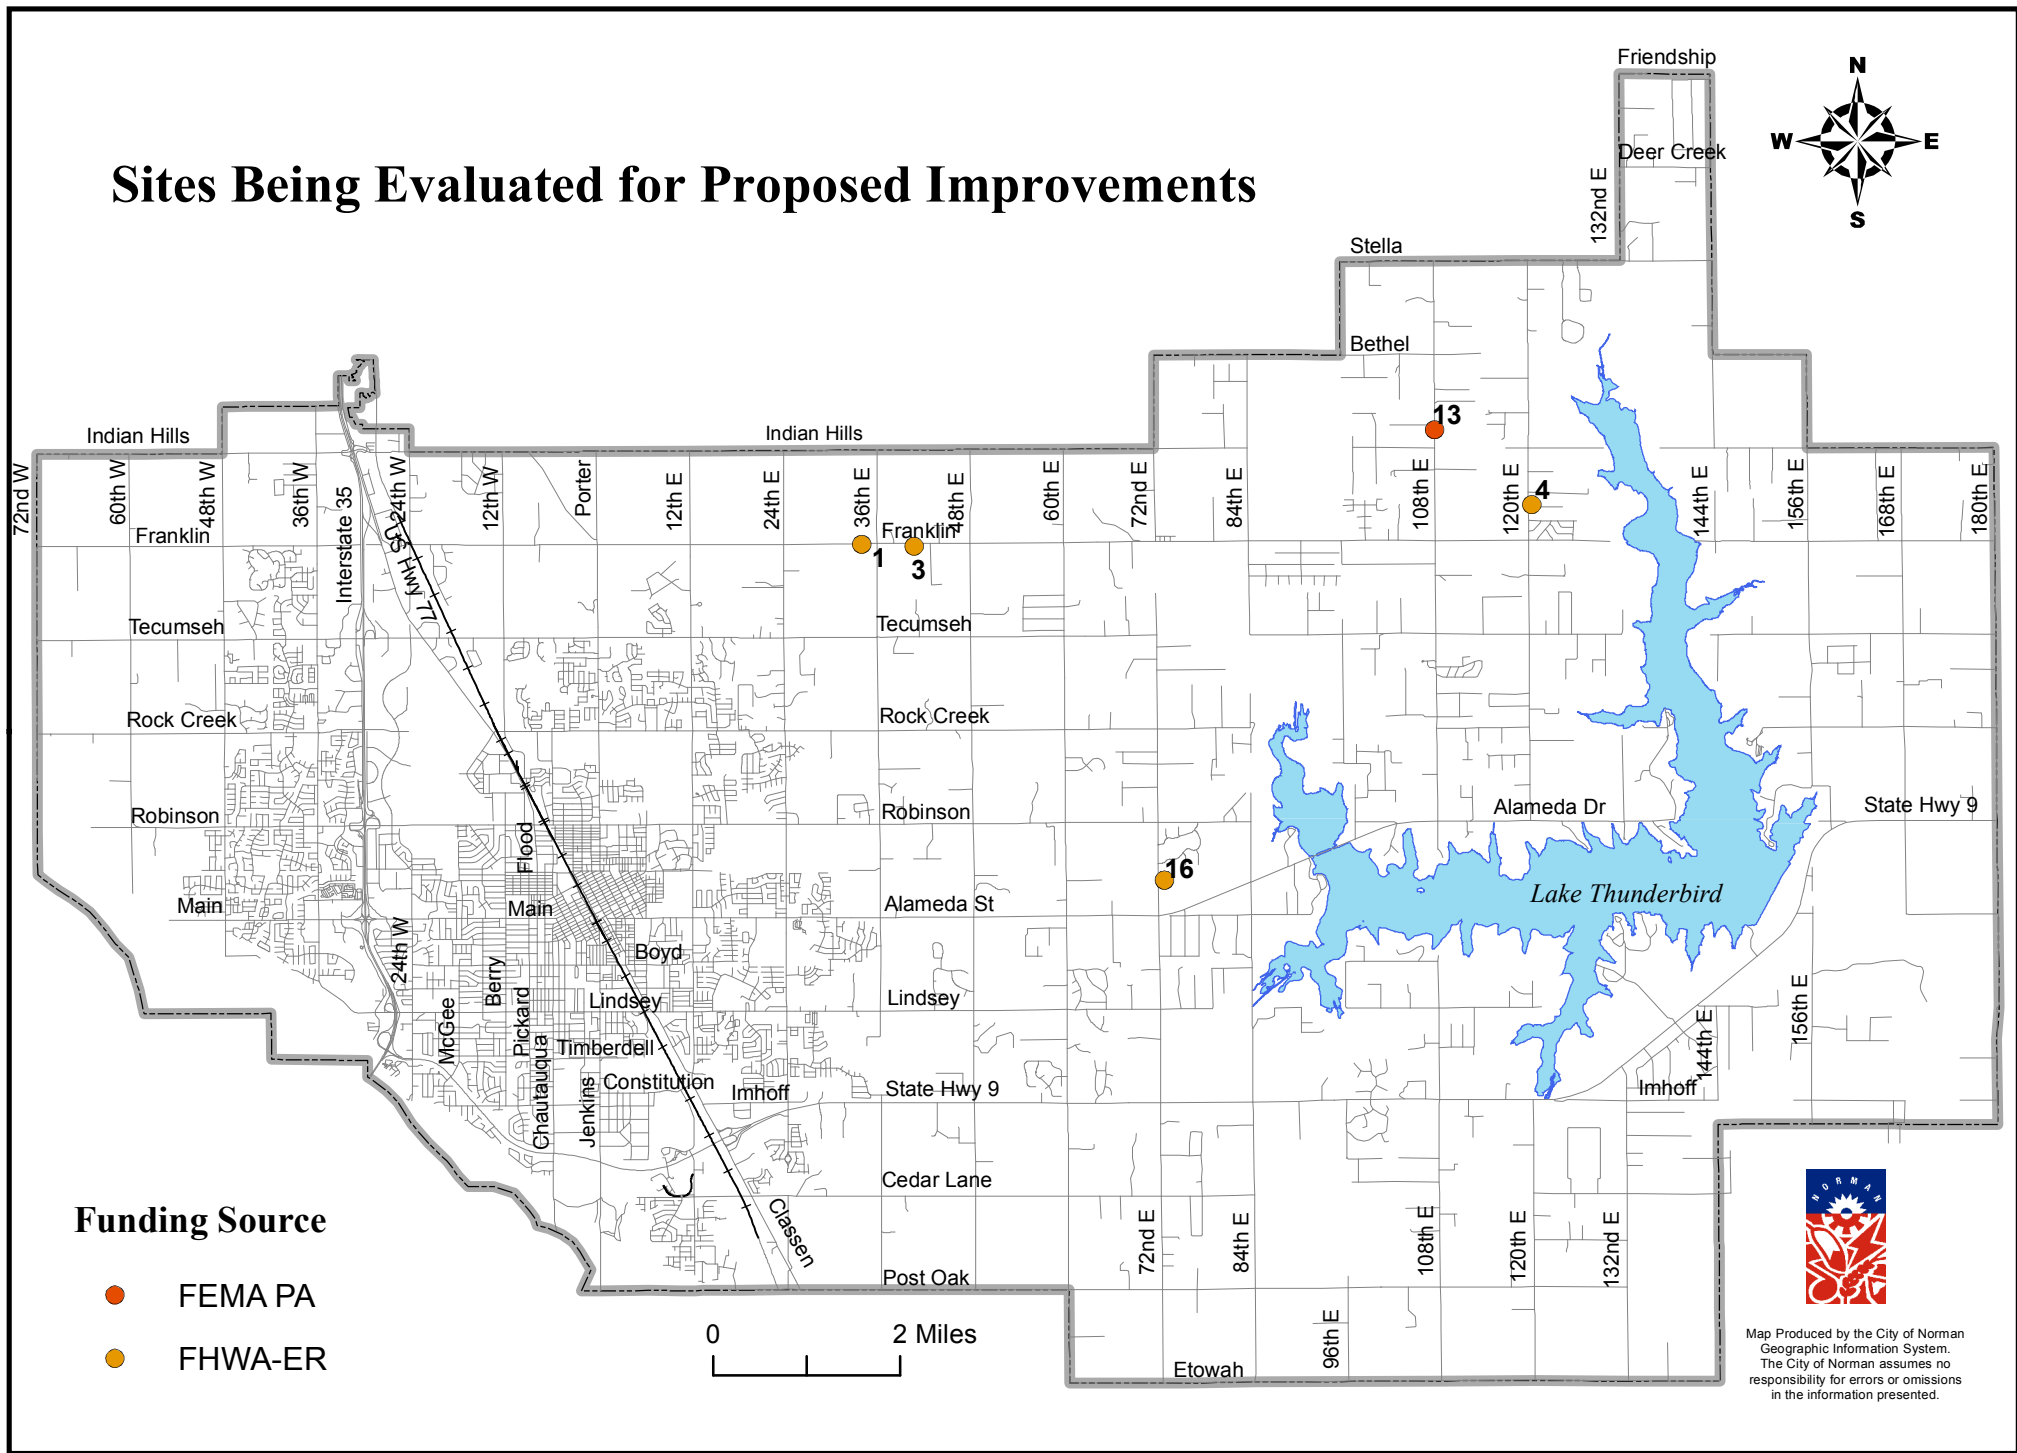 Friendship
N
W
E
S
Deer Creek
132nd E
Sites Being Evaluated for Proposed Improvements
Stella
Bethel
13
Indian Hills
Indian Hills
72nd W
60th W
48th W
36th W
Interstate 35
24th W
US Hwy 77
12th W
Porter
12th E
24th E
36th E
48th E
60th E
72nd E
84th E
108th E
120th E
4
144th E
156th E
168th E
180th E
Franklin
Franklin
1
3
Tecumseh
Tecumseh
Rock Creek
Rock Creek
Robinson
Robinson
Alameda Dr
State Hwy 9
Flood
16
Main
Main
Alameda St
Lake Thunderbird
24th W
Boyd
Berry
Lindsey
Lindsey
McGee
Pickard
Chautauqua
Timberdell
Jenkins
Constitution
Imhoff
State Hwy 9
156th E
144th E
Imhoff
Cedar Lane
Classen
72nd E
84th E
108th E
120th E
132nd E
NORMAN
Post Oak
96th E
Etowah
Funding Source
FEMA PA
FHWA-ER
0 2 Miles
Map Produced by the City of Norman
Geographic Information System.
The City of Norman assumes no
responsibility for errors or omissions
in the information presented.